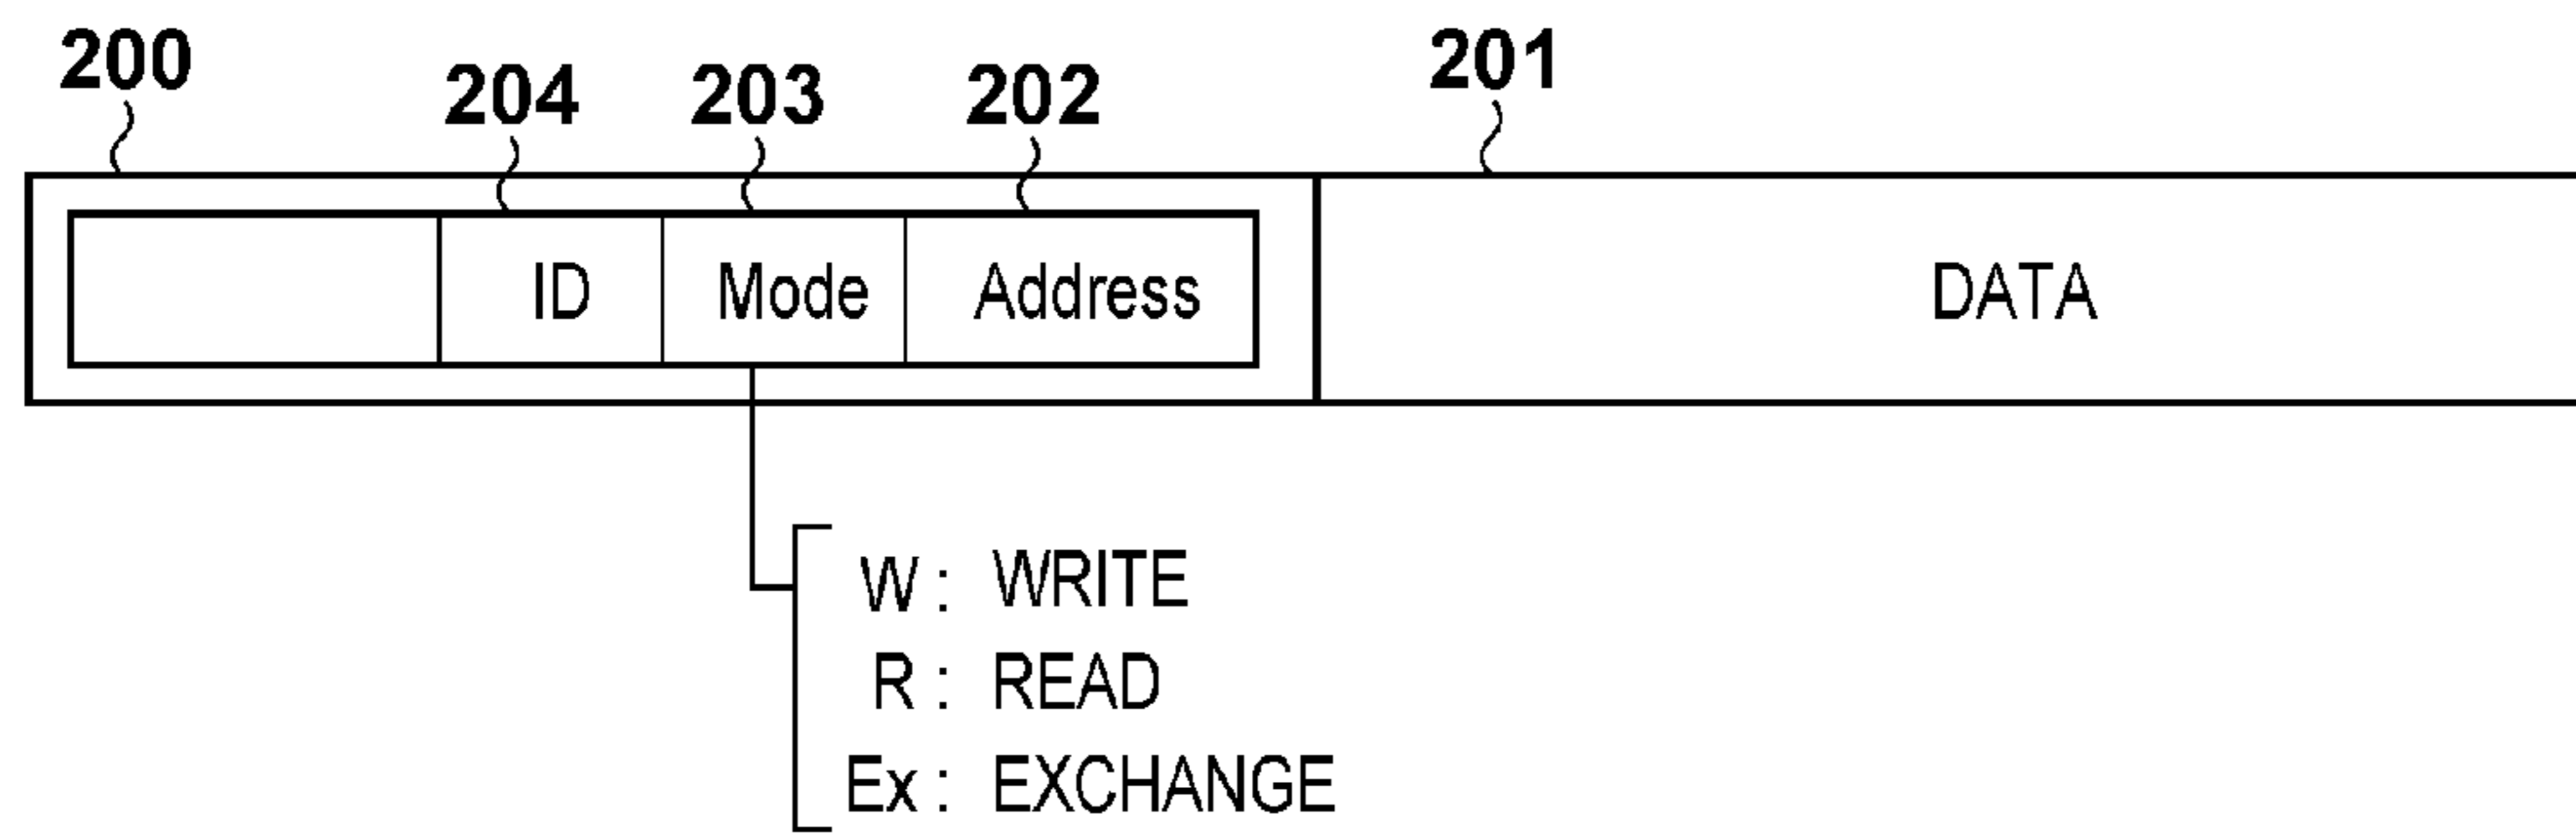 200 204 203 202 201
ID Mode Address DATA
W : WRITE
R : READ
Ex : EXCHANGE